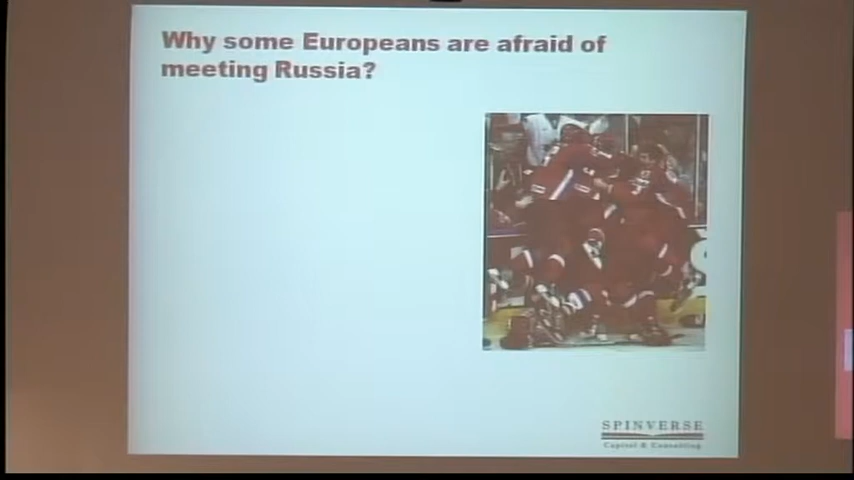 Why some Europeans are afraid of
meeting Russia?
SPINVERSE
Capital & Consulting